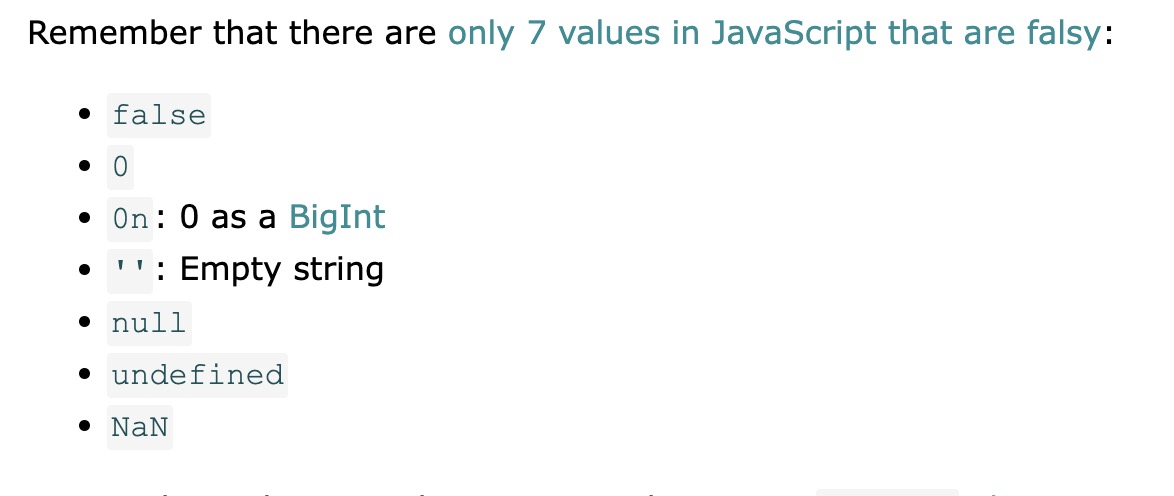 Remember that there are only 7 values in JavaScript that are falsy:
• false
• 0
• 0n: 0 as a BigInt
• '': Empty string
• null
• undefined
• NaN